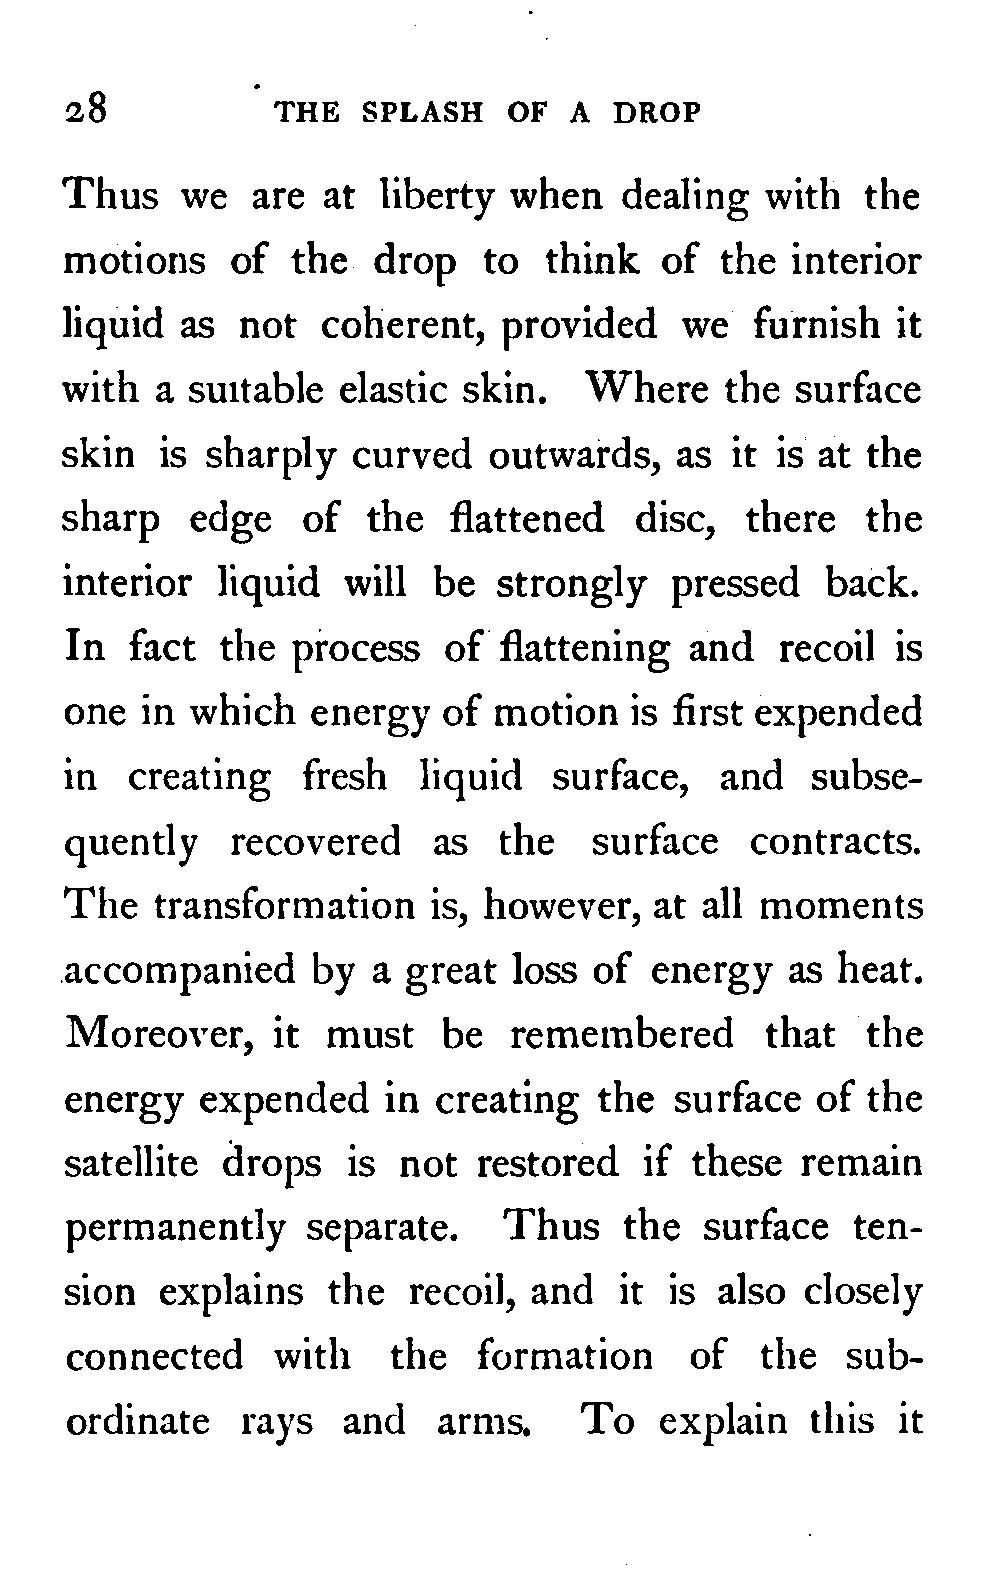 28 THE SPLASH OF A DROP
Thus we are at liberty when dealing with the
motions of the drop to think of the interior
liquid as not coherent, provided we furnish it
with a suitable elastic skin. Where the surface
skin is sharply curved outwards, as it is at the
sharp edge of the flattened disc, there the
interior liquid will be strongly pressed back.
In fact the process of flattening and recoil is
one in which energy of motion is first expended
in creating fresh liquid surface, and subse-
quently recovered as the surface contracts.
The transformation is, however, at all moments
accompanied by a great loss of energy as heat.
Moreover, it must be remembered that the
energy expended in creating the surface of the
satellite drops is not restored if these remain
permanently separate. Thus the surface ten-
sion explains the recoil, and it is also closely
connected with the formation of the sub-
ordinate rays and arms. To explain this it